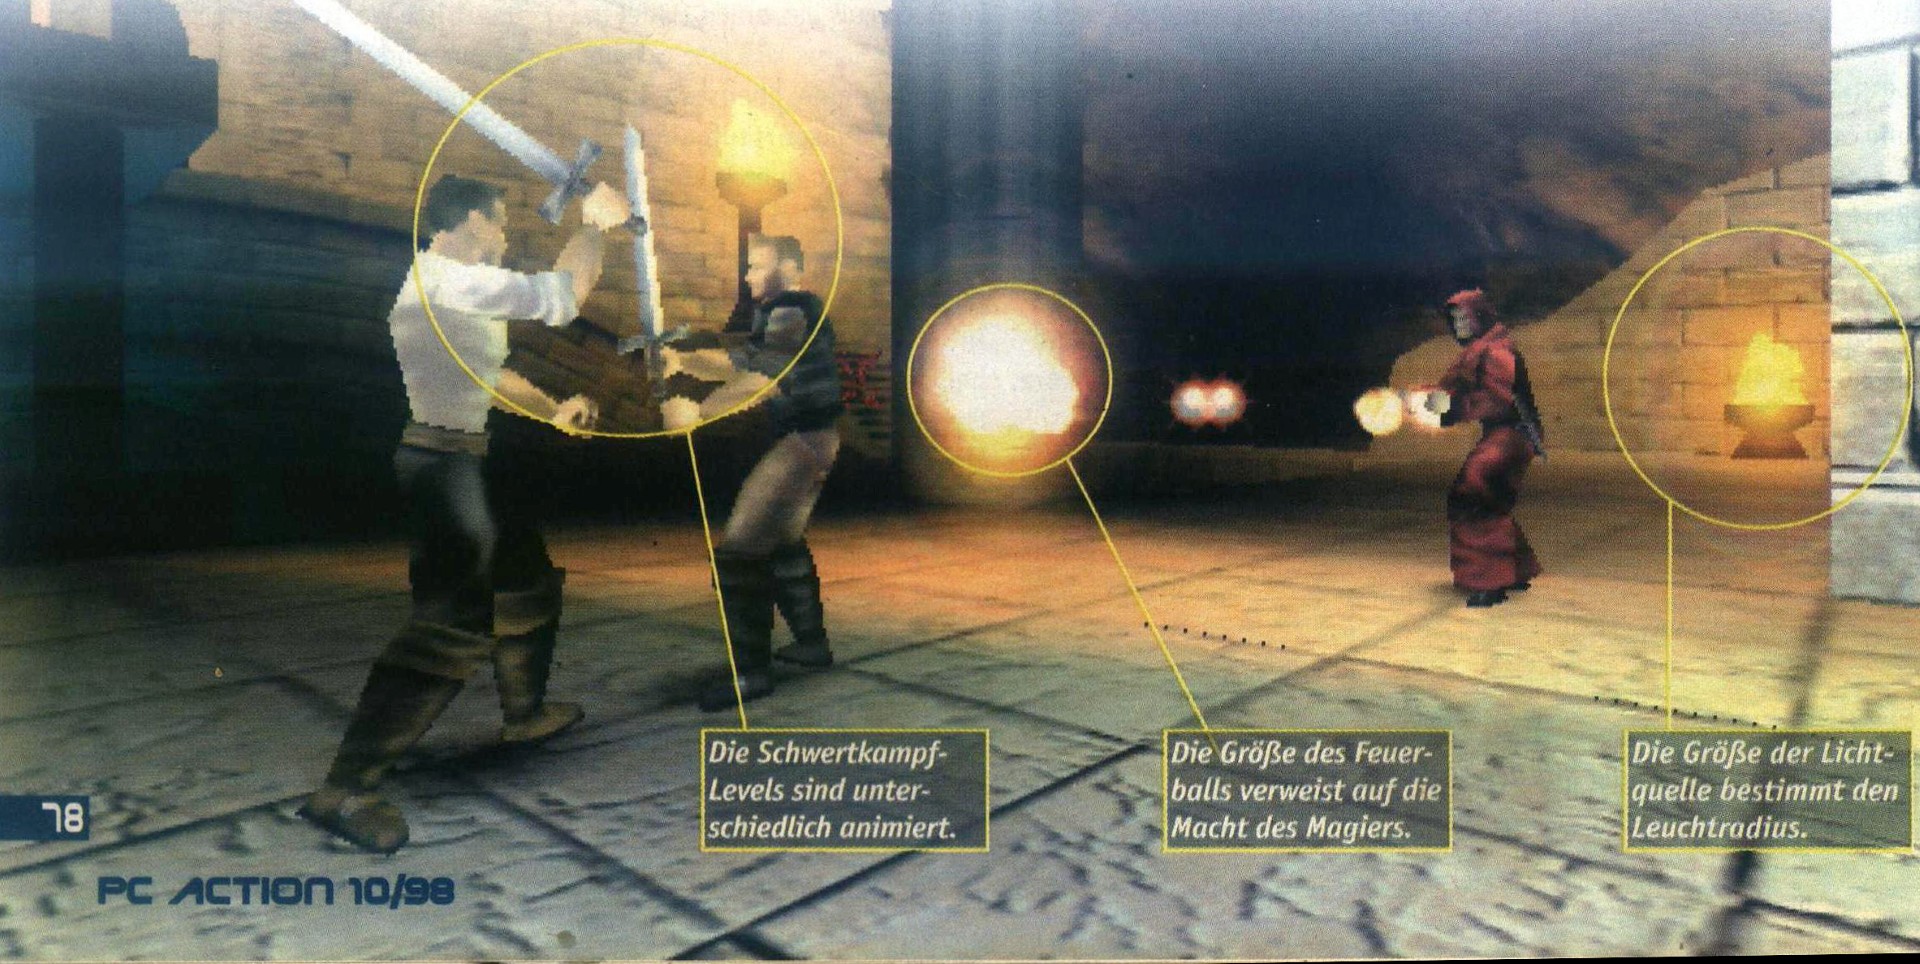 Die Schwertkampf-
Levels sind unter-
schiedlich animiert.
Die Größe des Feuer-
balls verweist auf die
Macht des Magiers.
Die Größe der Licht-
quelle bestimmt den
Leuchtradius.
78
PC ACTION 10/98